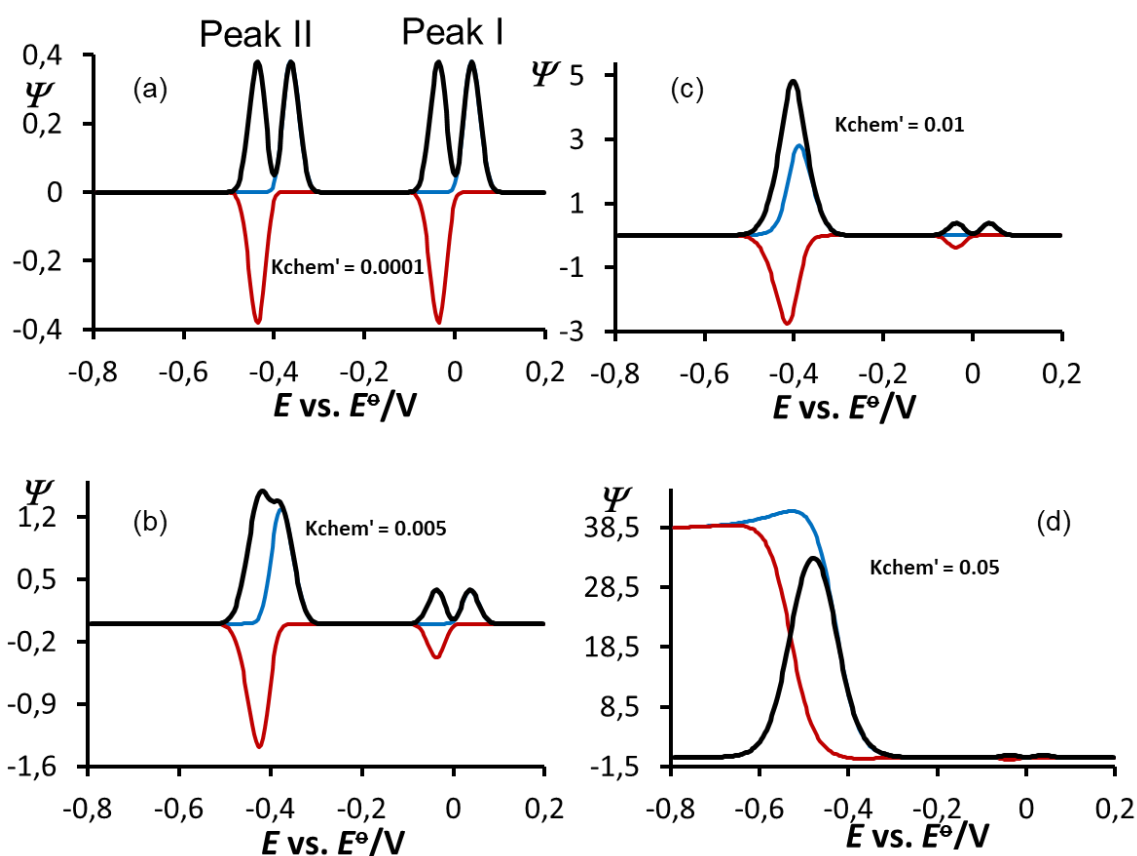 Peak II Peak I
0,4
Ψ
(a)
0,2
0
-0,2
Kchem' = 0.0001
-0,4
-0,8 -0,6 -0,4 -0,2 0 0,2
E vs. E⦵/V
Ψ 5
(c)
Kchem' = 0.01
3
1
-1
-3
-0,8 -0,6 -0,4 -0,2 0 0,2
E vs. E⦵/V
Ψ
1,2
(b)
Kchem' = 0.005
0,5
-0,2
-0,9
-1,6
-0,8 -0,6 -0,4 -0,2 0 0,2
E vs. E⦵/V
Ψ
38,5
(d)
Kchem' = 0.05
28,5
18,5
8,5
-1,5
-0,8 -0,6 -0,4 -0,2 0 0,2
E vs. E⦵/V